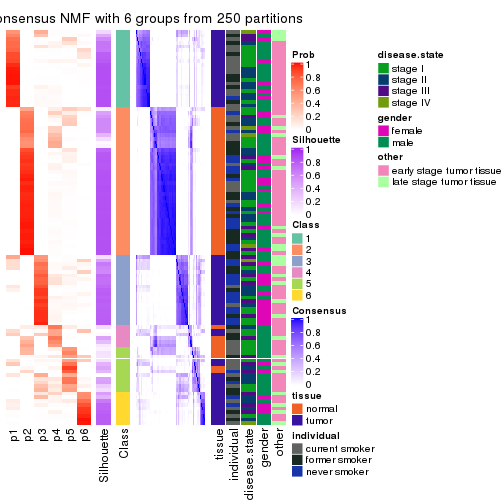 onsensus NMF with 6 groups from 250 partitions
p1
p2
p3
p4
p5
p6
Silhouette
Class
tissue
individual
disease.state
gender
other
Prob
1
0.8
0.6
0.4
0.2
0
Silhouette
1
0.8
0.6
0.4
0.2
0
Class
1
2
3
4
5
6
Consensus
1
0.8
0.6
0.4
0.2
0
tissue
normal
tumor
individual
current smoker
former smoker
never smoker
disease.state
stage I
stage II
stage III
stage IV
gender
female
male
other
early stage tumor tissue
late stage tumor tissue